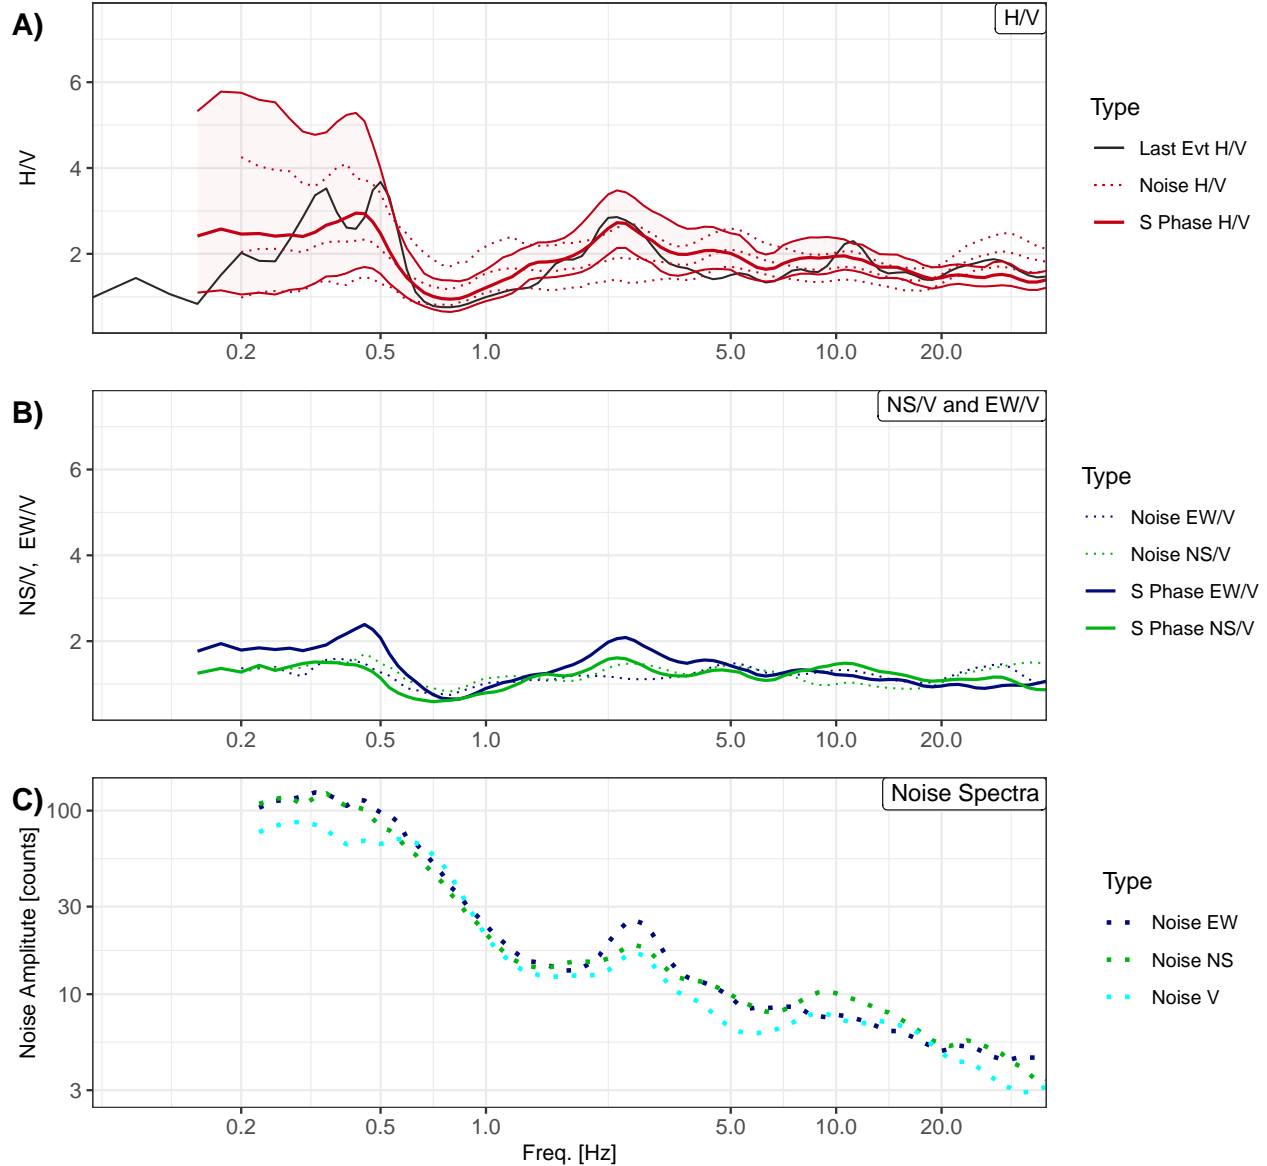 A)
H/V
H/V
6
4
2
0.2 0.5 1.0 5.0 10.0 20.0
Type
Last Evt H/V
Noise H/V
S Phase H/V
B)
NS/V and EW/V
NS/V, EW/V
6
4
2
0.2 0.5 1.0 5.0 10.0 20.0
Type
Noise EW/V
Noise NS/V
S Phase EW/V
S Phase NS/V
C)
Noise Spectra
Noise Amplitute [counts]
100
30
10
3
0.2 0.5 1.0 5.0 10.0 20.0
Freq. [Hz]
Type
Noise EW
Noise NS
Noise V